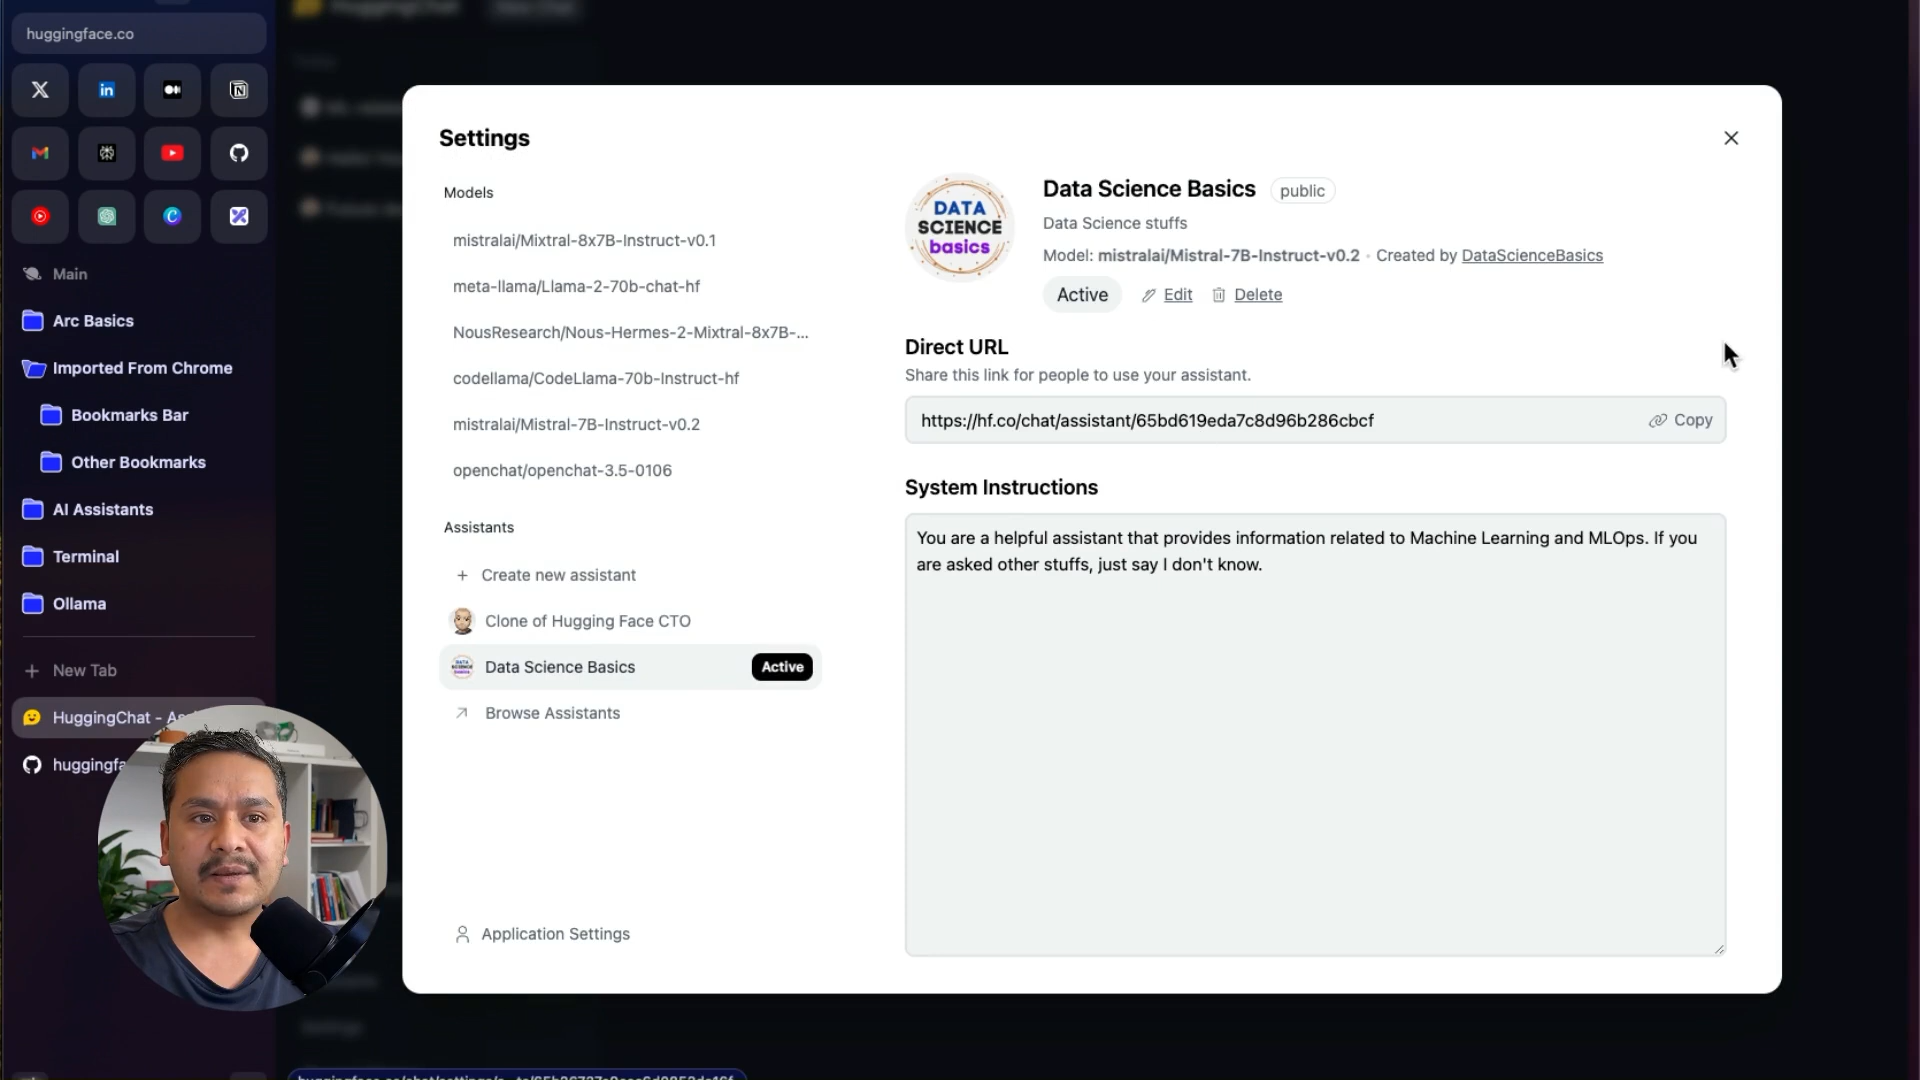 huggingface.co
Main
Arc Basics
Imported From Chrome
Bookmarks Bar
Other Bookmarks
AI Assistants
Terminal
Ollama
New Tab
HuggingChat - As
huggingfa
HuggingChat
New Chat
Settings
Models
mistralai/Mixtral-8x7B-Instruct-v0.1
meta-llama/Llama-2-70b-chat-hf
NousResearch/Nous-Hermes-2-Mixtral-8x7B-...
codellama/CodeLlama-70b-Instruct-hf
mistralai/Mistral-7B-Instruct-v0.2
openchat/openchat-3.5-0106
Assistants
Create new assistant
Clone of Hugging Face CTO
Data Science Basics Active
Browse Assistants
Application Settings
DATA
SCIENCE
basics
Data Science Basics public
Data Science stuffs
Model: mistralai/Mistral-7B-Instruct-v0.2 · Created by DataScienceBasics
Active Edit Delete
Direct URL
Share this link for people to use your assistant.
https://hf.co/chat/assistant/65bd619eda7c8d96b286cbcf Copy
System Instructions
You are a helpful assistant that provides information related to Machine Learning and MLOps. If you
are asked other stuffs, just say I don't know.
Settings